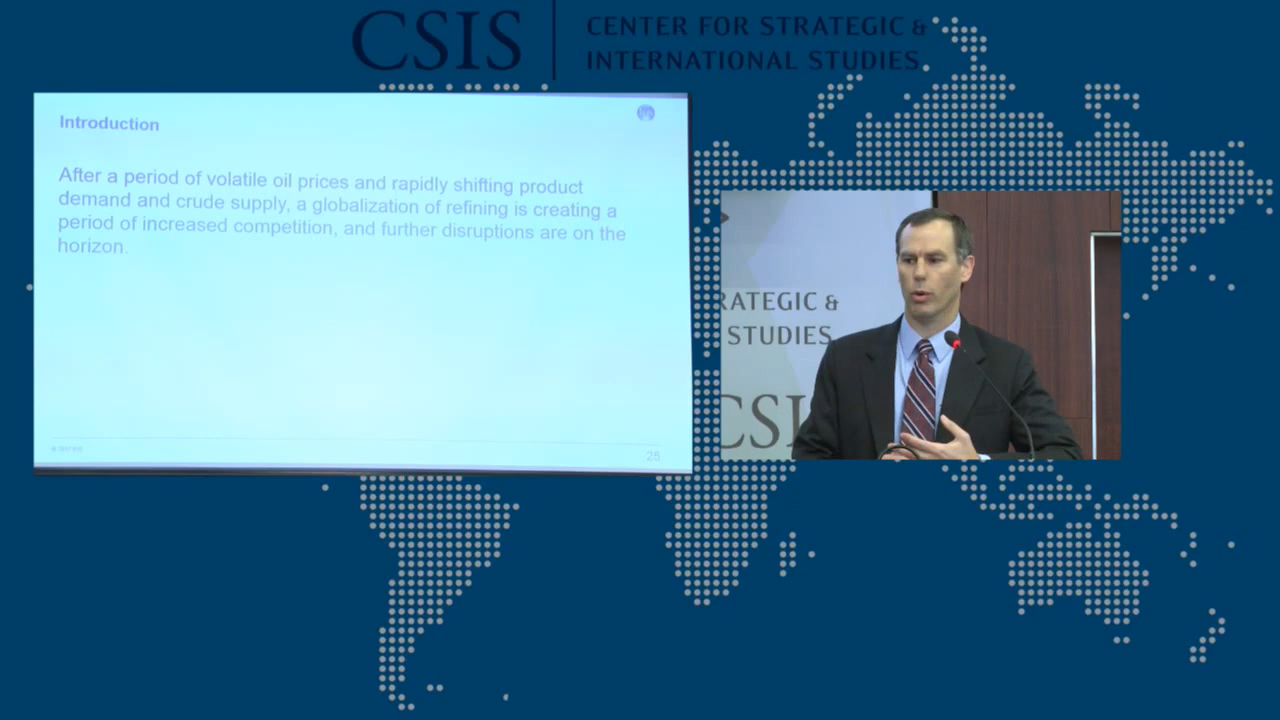 CSIS
CENTER FOR STRATEGIC &
INTERNATIONAL STUDIES
Introduction
After a period of volatile oil prices and rapidly shifting product
demand and crude supply, a globalization of refining is creating a
period of increased competition, and further disruptions are on the
horizon.
25
RATEGIC &
STUDIES
CSI